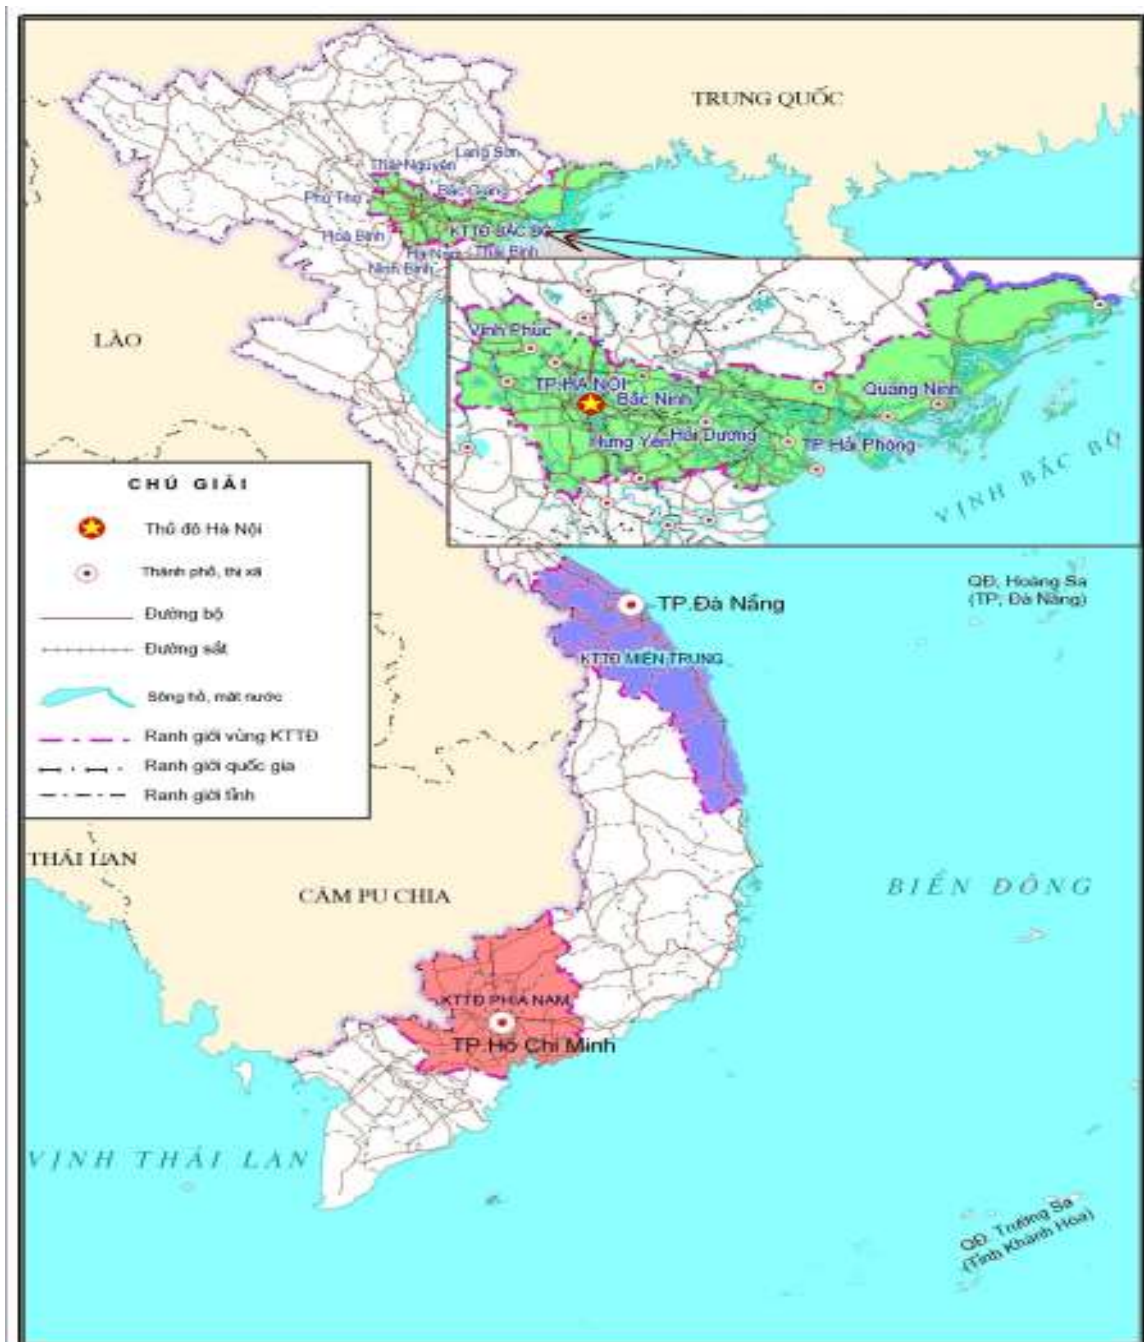 TRUNG QUỐC
Lạng Sơn
Thái Nguyên
Bắc Giang
Phú Thọ
KTTĐ BẮC BỘ
Hoà Bình
Hà Nam
Thái Bình
Ninh Bình
LÀO
Vĩnh Phúc
TP.HÀ NỘI
Bắc Ninh
Quảng Ninh
Hưng Yên
Hải Dương
TP.Hải Phòng
VỊNH BẮC BỘ
CHÚ GIẢI
Thủ đô Hà Nội
Thành phố, thị xã
Đường bộ
Đường sắt
Sông hồ, mặt nước
Ranh giới vùng KTTĐ
Ranh giới quốc gia
Ranh giới tỉnh
QĐ. Hoàng Sa
(TP. Đà Nẵng)
TP.Đà Nẵng
KTTĐ MIỀN TRUNG
THÁI LAN
CĂM PU CHIA
BIỂN ĐÔNG
KTTĐ PHÍA NAM
TP.Hồ Chí Minh
VỊNH THÁI LAN
QĐ. Trường Sa
(Tỉnh Khánh Hòa)